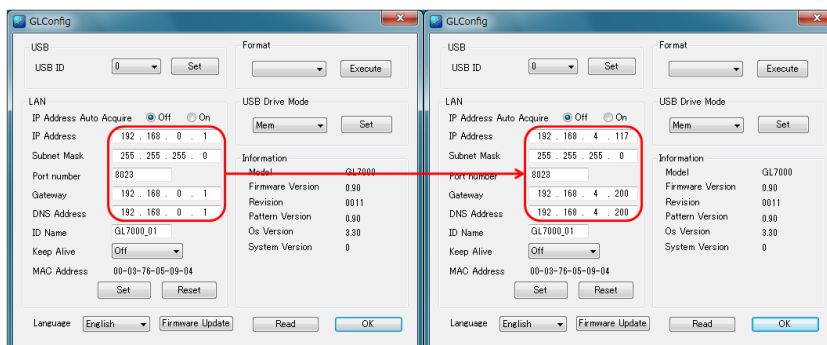 GLConfig
USB
USB ID 0 Set
Format
Execute
LAN
IP Address Auto Acquire Off On
IP Address 192 . 168 . 0 . 1
Subnet Mask 255 . 255 . 255 . 0
Port number 8023
Gateway 192 . 168 . 0 . 1
DNS Address 192 . 168 . 0 . 1
ID Name GL7000_01
Keep Alive Off
MAC Address 00-03-76-05-09-04
Set Reset
USB Drive Mode
Mem Set
Information
Model GL7000
Firmware Version 0.90
Revision 0011
Pattern Version 0.90
Os Version 3.30
System Version 0
Language English Firmware Update Read OK
GLConfig
USB
USB ID 0 Set
Format
Execute
LAN
IP Address Auto Acquire Off On
IP Address 192 . 168 . 4 . 117
Subnet Mask 255 . 255 . 255 . 0
Port number 8023
Gateway 192 . 168 . 4 . 200
DNS Address 192 . 168 . 4 . 200
ID Name GL7000_01
Keep Alive Off
MAC Address 00-03-76-05-09-04
Set Reset
USB Drive Mode
Mem Set
Information
Model GL7000
Firmware Version 0.90
Revision 0011
Pattern Version 0.90
Os Version 3.30
System Version 0
Language English Firmware Update Read OK